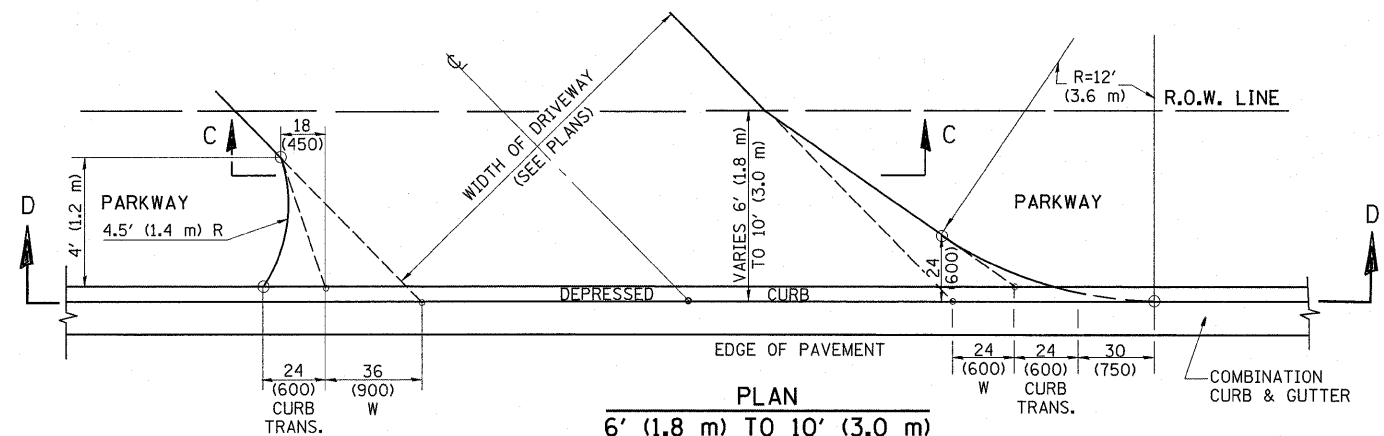 C
18
(450)
4' (1.2 m)
D
PARKWAY
4.5' (1.4 m) R
24
(600)
CURB
TRANS.
36
(900)
W
℄
WIDTH OF DRIVEWAY
(SEE PLANS)
DEPRESSED CURB
VARIES 6' (1.8 m)
TO 10' (3.0 m)
C
R=12'
(3.6 m)
R.O.W. LINE
PARKWAY
D
24
(600)
EDGE OF PAVEMENT
24
(600)
W
24
(600)
CURB
TRANS.
30
(750)
COMBINATION
CURB & GUTTER
PLAN
6' (1.8 m) TO 10' (3.0 m)